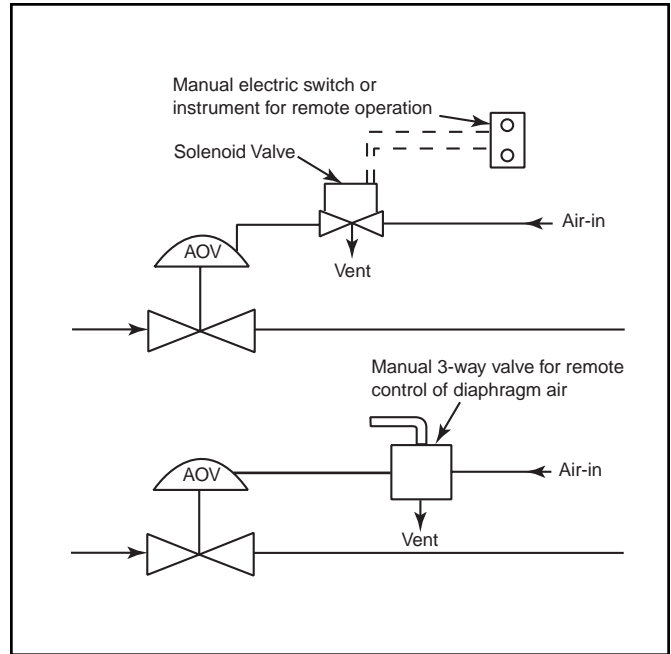 Manual electric switch or
instrument for remote operation
Solenoid Valve
Air-in
AOV
Vent
Manual 3-way valve for remote
control of diaphragm air
AOV
Air-in
Vent